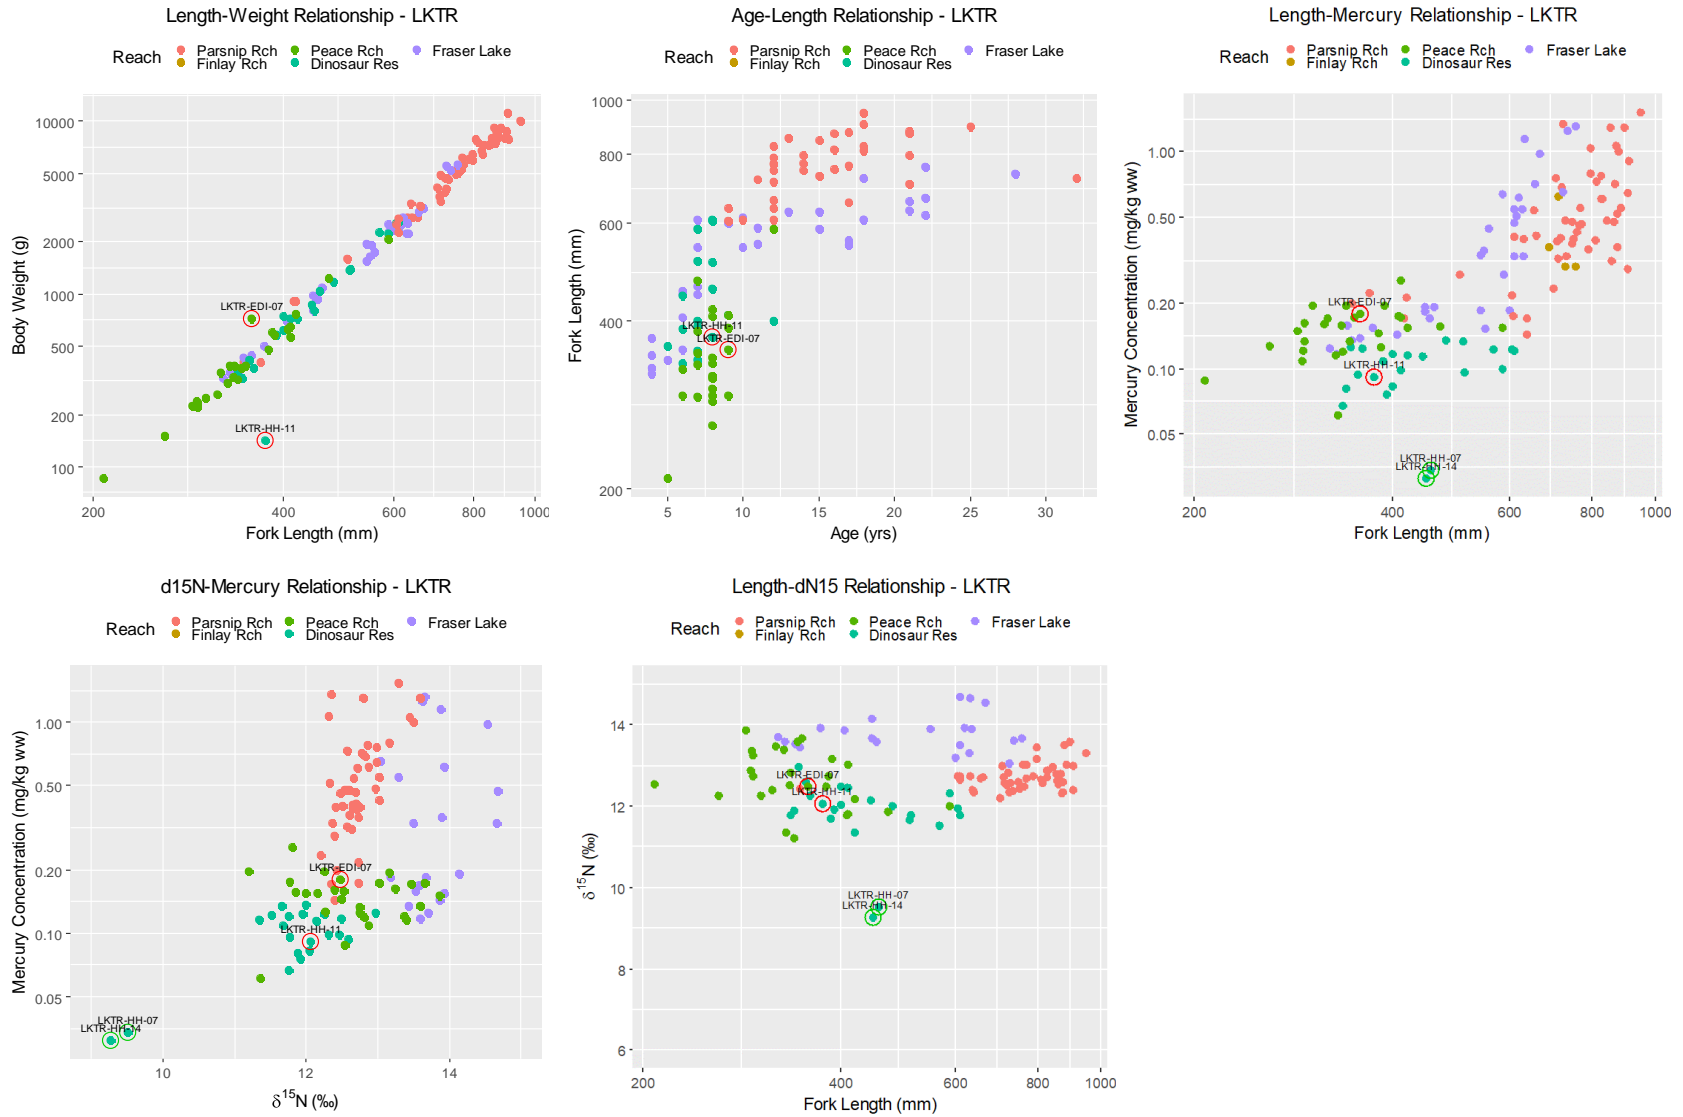 Length-Weight Relationship - LKTR
Reach
Parsnip Rch
Peace Rch
Fraser Lake
Finlay Rch
Dinosaur Res
Body Weight (g)
10000
5000
2000
1000
500
200
100
LKTR-EDI-07
LKTR-HH-11
200
400
600
800
1000
Fork Length (mm)
Age-Length Relationship - LKTR
Reach
Parsnip Rch
Peace Rch
Fraser Lake
Finlay Rch
Dinosaur Res
Fork Length (mm)
1000
800
600
400
200
LKTR-HH-11
LKTR-EDI-07
5
10
15
20
25
30
Age (yrs)
Length-Mercury Relationship - LKTR
Reach
Parsnip Rch
Peace Rch
Fraser Lake
Finlay Rch
Dinosaur Res
Mercury Concentration (mg/kg ww)
1.00
0.50
0.20
0.10
0.05
LKTR-EDI-07
LKTR-HH-11
LKTR-HH-07
LKTR-HH-14
200
400
600
800
1000
Fork Length (mm)
d15N-Mercury Relationship - LKTR
Reach
Parsnip Rch
Peace Rch
Fraser Lake
Finlay Rch
Dinosaur Res
Mercury Concentration (mg/kg ww)
1.00
0.50
0.20
0.10
0.05
LKTR-EDI-07
LKTR-HH-11
LKTR-HH-07
LKTR-HH-14
10
12
14
δ¹⁵N (‰)
Length-dN15 Relationship - LKTR
Reach
Parsnip Rch
Peace Rch
Fraser Lake
Finlay Rch
Dinosaur Res
δ¹⁵N (‰)
14
12
10
8
6
LKTR-EDI-07
LKTR-HH-11
LKTR-HH-07
LKTR-HH-14
200
400
600
800
1000
Fork Length (mm)